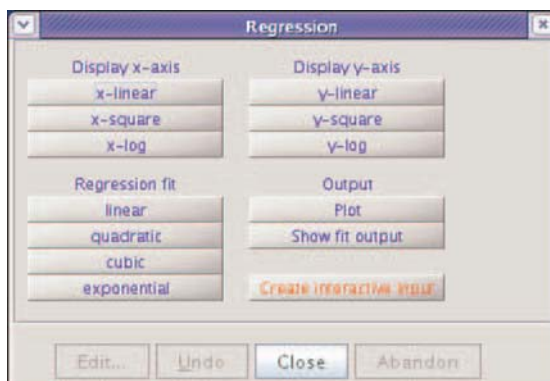 Regression
Display x-axis
x-linear
x-square
x-log
Display y-axis
y-linear
y-square
y-log
Regression fit
linear
quadratic
cubic
exponential
Output
Plot
Show fit output
Create interactive input
Edit...
Undo
Close
Abandon